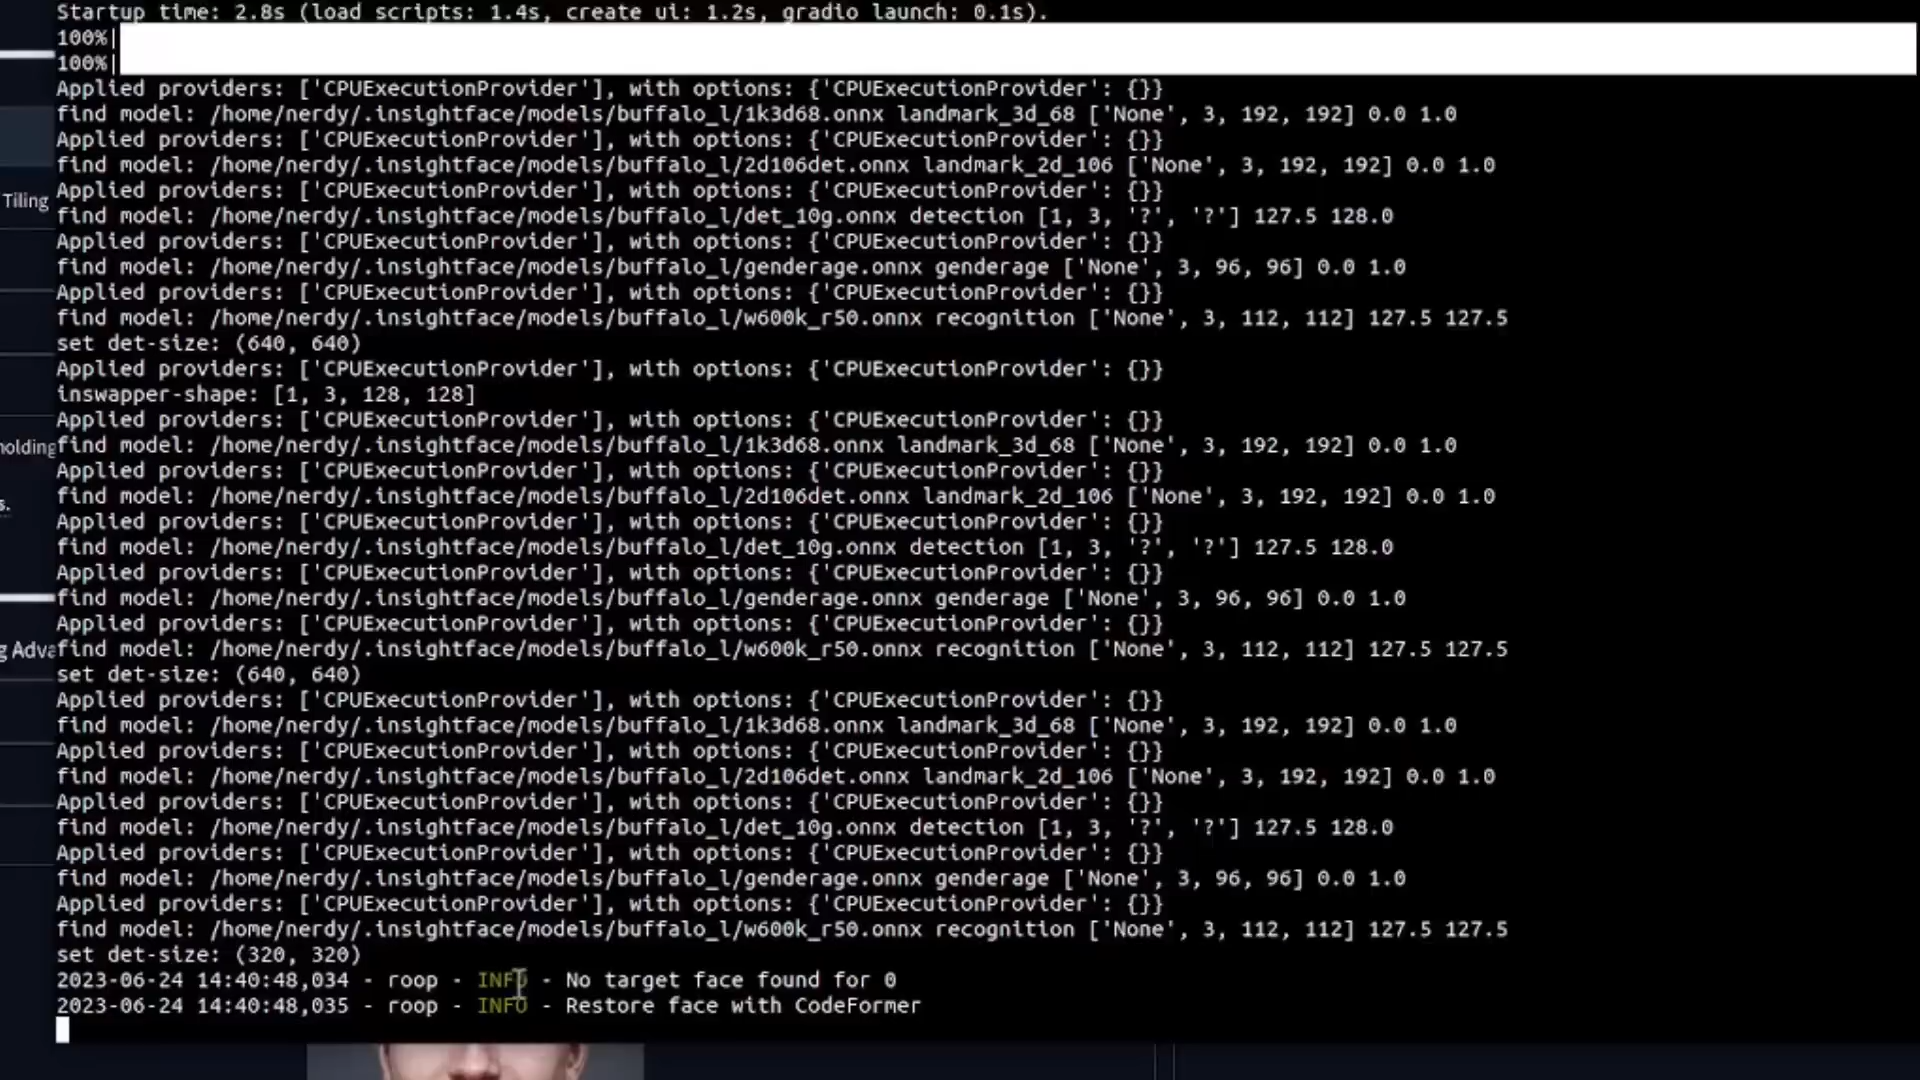 Startup time: 2.8s (load scripts: 1.4s, create ui: 1.2s, gradio launch: 0.1s).
100%|
100%|
Applied providers: ['CPUExecutionProvider'], with options: {'CPUExecutionProvider': {}}
find model: /home/nerdy/.insightface/models/buffalo_l/1k3d68.onnx landmark_3d_68 ['None', 3, 192, 192] 0.0 1.0
Applied providers: ['CPUExecutionProvider'], with options: {'CPUExecutionProvider': {}}
find model: /home/nerdy/.insightface/models/buffalo_l/2d106det.onnx landmark_2d_106 ['None', 3, 192, 192] 0.0 1.0
Applied providers: ['CPUExecutionProvider'], with options: {'CPUExecutionProvider': {}}
Tiling
find model: /home/nerdy/.insightface/models/buffalo_l/det_10g.onnx detection [1, 3, '?', '?'] 127.5 128.0
Applied providers: ['CPUExecutionProvider'], with options: {'CPUExecutionProvider': {}}
find model: /home/nerdy/.insightface/models/buffalo_l/genderage.onnx genderage ['None', 3, 96, 96] 0.0 1.0
Applied providers: ['CPUExecutionProvider'], with options: {'CPUExecutionProvider': {}}
find model: /home/nerdy/.insightface/models/buffalo_l/w600k_r50.onnx recognition ['None', 3, 112, 112] 127.5 127.5
set det-size: (640, 640)
Applied providers: ['CPUExecutionProvider'], with options: {'CPUExecutionProvider': {}}
inswapper-shape: [1, 3, 128, 128]
Applied providers: ['CPUExecutionProvider'], with options: {'CPUExecutionProvider': {}}
holding
find model: /home/nerdy/.insightface/models/buffalo_l/1k3d68.onnx landmark_3d_68 ['None', 3, 192, 192] 0.0 1.0
Applied providers: ['CPUExecutionProvider'], with options: {'CPUExecutionProvider': {}}
find model: /home/nerdy/.insightface/models/buffalo_l/2d106det.onnx landmark_2d_106 ['None', 3, 192, 192] 0.0 1.0
s.
Applied providers: ['CPUExecutionProvider'], with options: {'CPUExecutionProvider': {}}
find model: /home/nerdy/.insightface/models/buffalo_l/det_10g.onnx detection [1, 3, '?', '?'] 127.5 128.0
Applied providers: ['CPUExecutionProvider'], with options: {'CPUExecutionProvider': {}}
find model: /home/nerdy/.insightface/models/buffalo_l/genderage.onnx genderage ['None', 3, 96, 96] 0.0 1.0
Applied providers: ['CPUExecutionProvider'], with options: {'CPUExecutionProvider': {}}
g Adva
find model: /home/nerdy/.insightface/models/buffalo_l/w600k_r50.onnx recognition ['None', 3, 112, 112] 127.5 127.5
set det-size: (640, 640)
Applied providers: ['CPUExecutionProvider'], with options: {'CPUExecutionProvider': {}}
find model: /home/nerdy/.insightface/models/buffalo_l/1k3d68.onnx landmark_3d_68 ['None', 3, 192, 192] 0.0 1.0
Applied providers: ['CPUExecutionProvider'], with options: {'CPUExecutionProvider': {}}
find model: /home/nerdy/.insightface/models/buffalo_l/2d106det.onnx landmark_2d_106 ['None', 3, 192, 192] 0.0 1.0
Applied providers: ['CPUExecutionProvider'], with options: {'CPUExecutionProvider': {}}
find model: /home/nerdy/.insightface/models/buffalo_l/det_10g.onnx detection [1, 3, '?', '?'] 127.5 128.0
Applied providers: ['CPUExecutionProvider'], with options: {'CPUExecutionProvider': {}}
find model: /home/nerdy/.insightface/models/buffalo_l/genderage.onnx genderage ['None', 3, 96, 96] 0.0 1.0
Applied providers: ['CPUExecutionProvider'], with options: {'CPUExecutionProvider': {}}
find model: /home/nerdy/.insightface/models/buffalo_l/w600k_r50.onnx recognition ['None', 3, 112, 112] 127.5 127.5
set det-size: (320, 320)
2023-06-24 14:40:48,034 - roop - INFO - No target face found for 0
2023-06-24 14:40:48,035 - roop - INFO - Restore face with CodeFormer